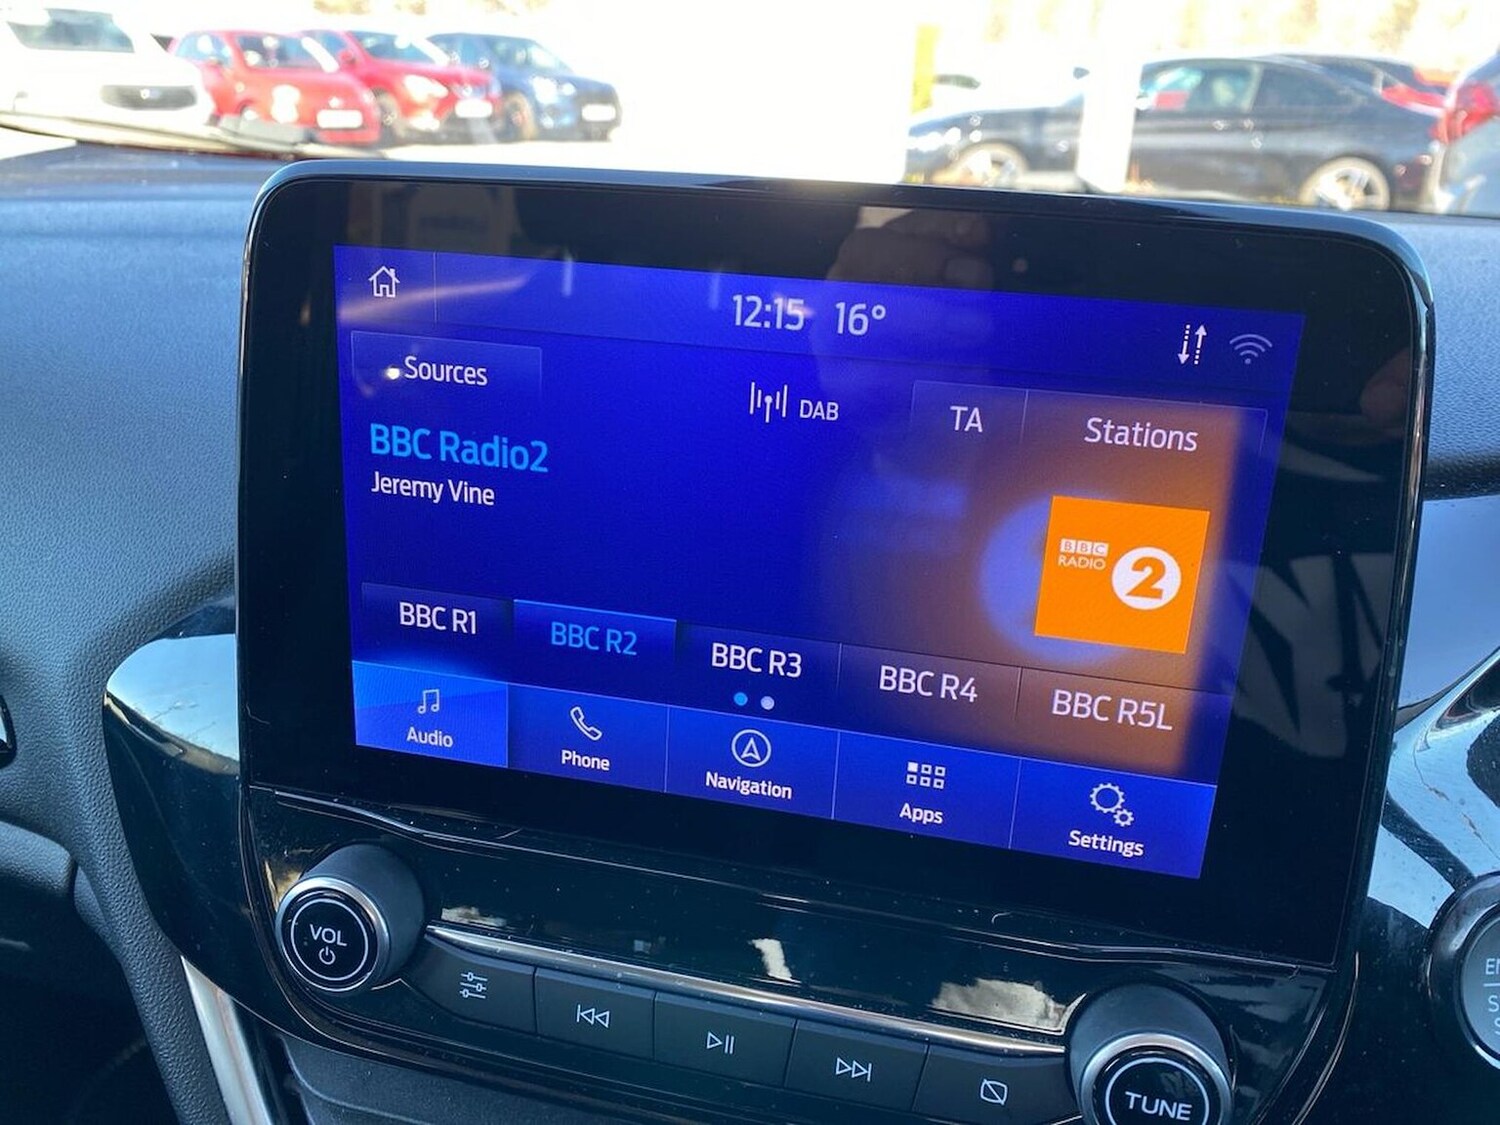 12:15 16°
Sources
DAB
TA
Stations
BBC Radio2
Jeremy Vine
BBC
RADIO
2
BBC R1
BBC R2
BBC R3
BBC R4
BBC R5L
Audio
Phone
Navigation
Apps
Settings
VOL
TUNE